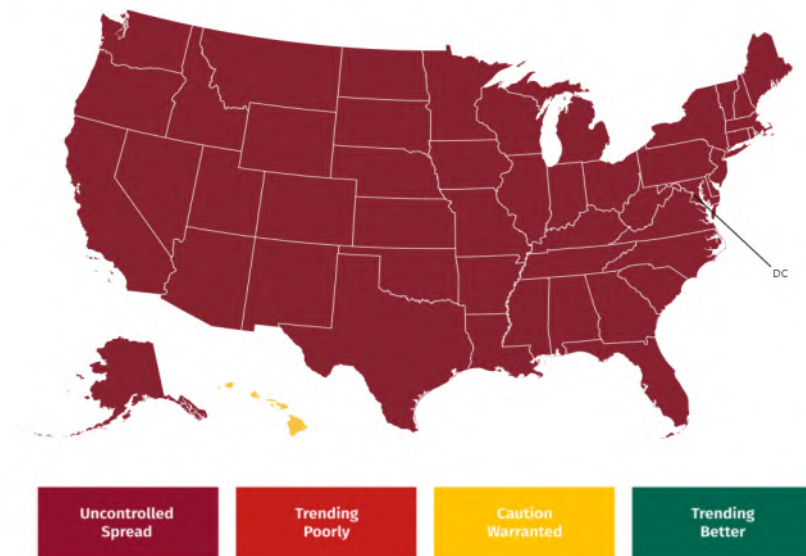 DC
Uncontrolled
Spread
Trending
Poorly
Caution
Warranted
Trending
Better